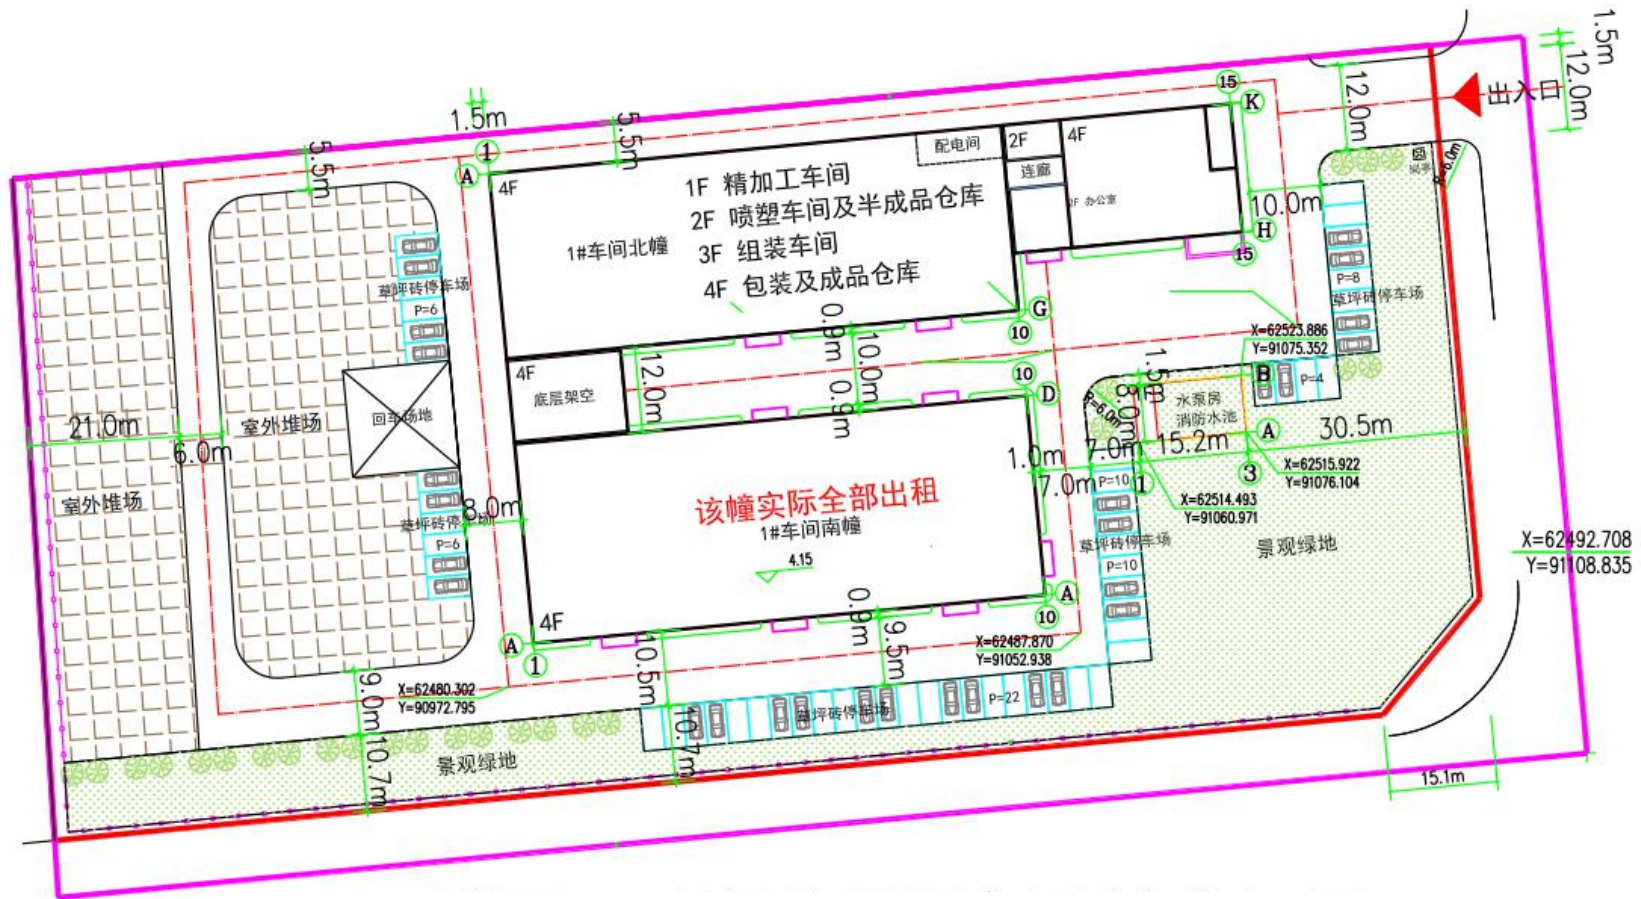 1.5m
12.0m
出入口
12.0m
R=6.0m
15
K
1.5m
5.5m
5.5m
1
A
4F
配电间
2F
4F
连廊
2F 办公室
1F 精加工车间
2F 喷塑车间及半成品仓库
3F 组装车间
4F 包装及成品仓库
1#车间北幢
10.0m
H
15
P=8
草坪砖停车场
草坪砖停车场
P=6
G
10
X=62523.886
Y=91075.352
0.9m
10.0m
0.9m
12.0m
4F
底层架空
10
D
1.5m
8.0m
R=6.0m
1F
水泵房
消防水池
B
P=4
A
15.2m
30.5m
3
X=62515.922
Y=91076.104
回车场地
室外堆场
21.0m
6.0m
室外堆场
8.0m
草坪砖停车场
P=6
1.0m
7.0m
7.0m
P=10
1
X=62514.493
Y=91060.971
该幢实际全部出租
1#车间南幢
4.15
草坪砖停车场
P=10
景观绿地
X=62492.708
Y=91108.835
4F
A
1
0.9m
9.5m
10.5m
A
10
X=62487.870
Y=91052.938
X=62480.302
Y=90972.795
9.0m
10.7m
10.7m
草坪砖停车场
P=22
景观绿地
15.1m